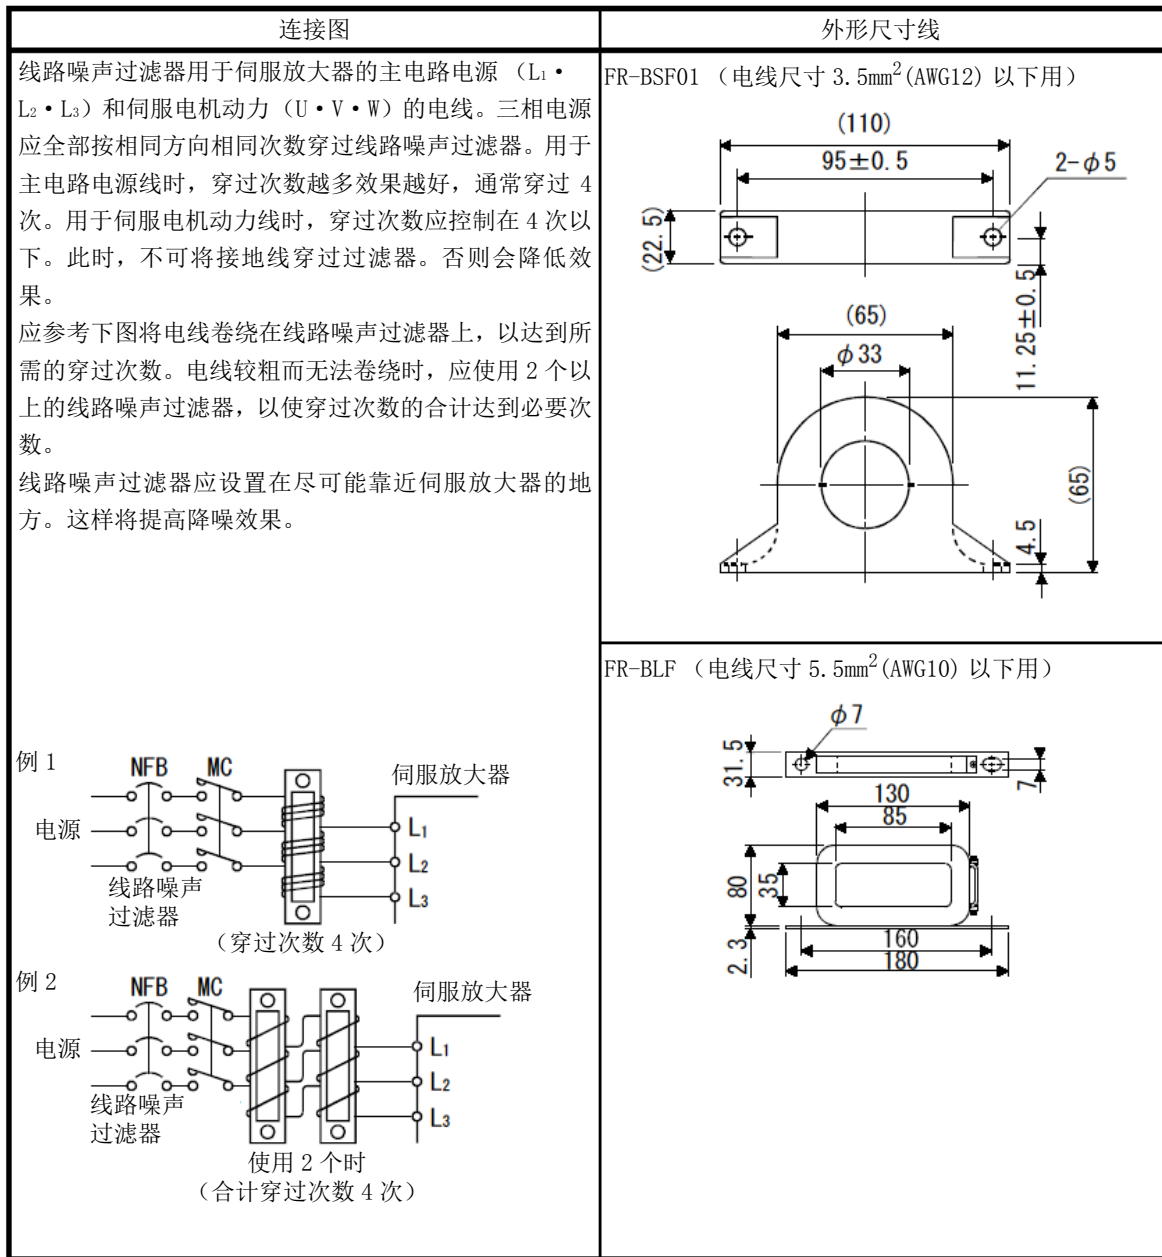 连接图
外形尺寸线
线路噪声过滤器用于伺服放大器的主电路电源 （L₁·
L₂·L₃）和伺服电机动力（U·V·W）的电线。三相电源
应全部按相同方向相同次数穿过线路噪声过滤器。用于
主电路电源线时，穿过次数越多效果越好，通常穿过 4
次。用于伺服电机动力线时，穿过次数应控制在 4 次以
下。此时，不可将接地线穿过过滤器。否则会降低效
果。
应参考下图将电线卷绕在线路噪声过滤器上，以达到所
需的穿过次数。电线较粗而无法卷绕时，应使用 2 个以
上的线路噪声过滤器，以使穿过次数的合计达到必要次
数。
线路噪声过滤器应设置在尽可能靠近伺服放大器的地
方。这样将提高降噪效果。
例 1
NFB
MC
伺服放大器
电源
L₁
L₂
L₃
线路噪声
过滤器
（穿过次数 4 次）
例 2
NFB
MC
伺服放大器
电源
L₁
L₂
L₃
线路噪声
过滤器
使用 2 个时
（合计穿过次数 4 次）
FR-BSF01 （电线尺寸 3.5mm²(AWG12) 以下用）
(110)
95±0.5
2-φ5
(22.5)
11.25±0.5
(65)
φ33
(65)
4.5
FR-BLF （电线尺寸 5.5mm²(AWG10) 以下用）
φ7
31.5
7
130
85
80
35
2.3
160
180